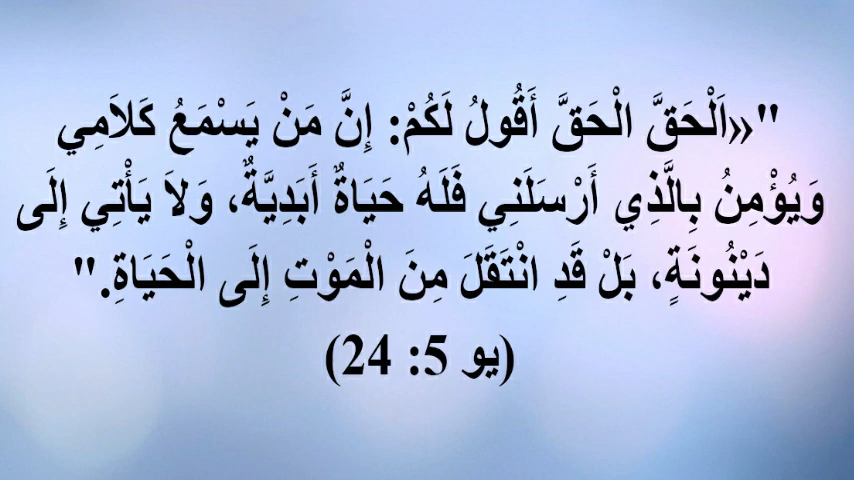 "«اَلْحَقَّ الْحَقَّ أَقُولُ لَكُمْ: إِنَّ مَنْ يَسْمَعُ كَلاَمِي
وَيُؤْمِنُ بِالَّذِي أَرْسَلَنِي فَلَهُ حَيَاةٌ أَبَدِيَّةٌ، وَلاَ يَأْتِي إِلَى
دَيْنُونَةٍ، بَلْ قَدِ انْتَقَلَ مِنَ الْمَوْتِ إِلَى الْحَيَاةِ."
(يو 5: 24)